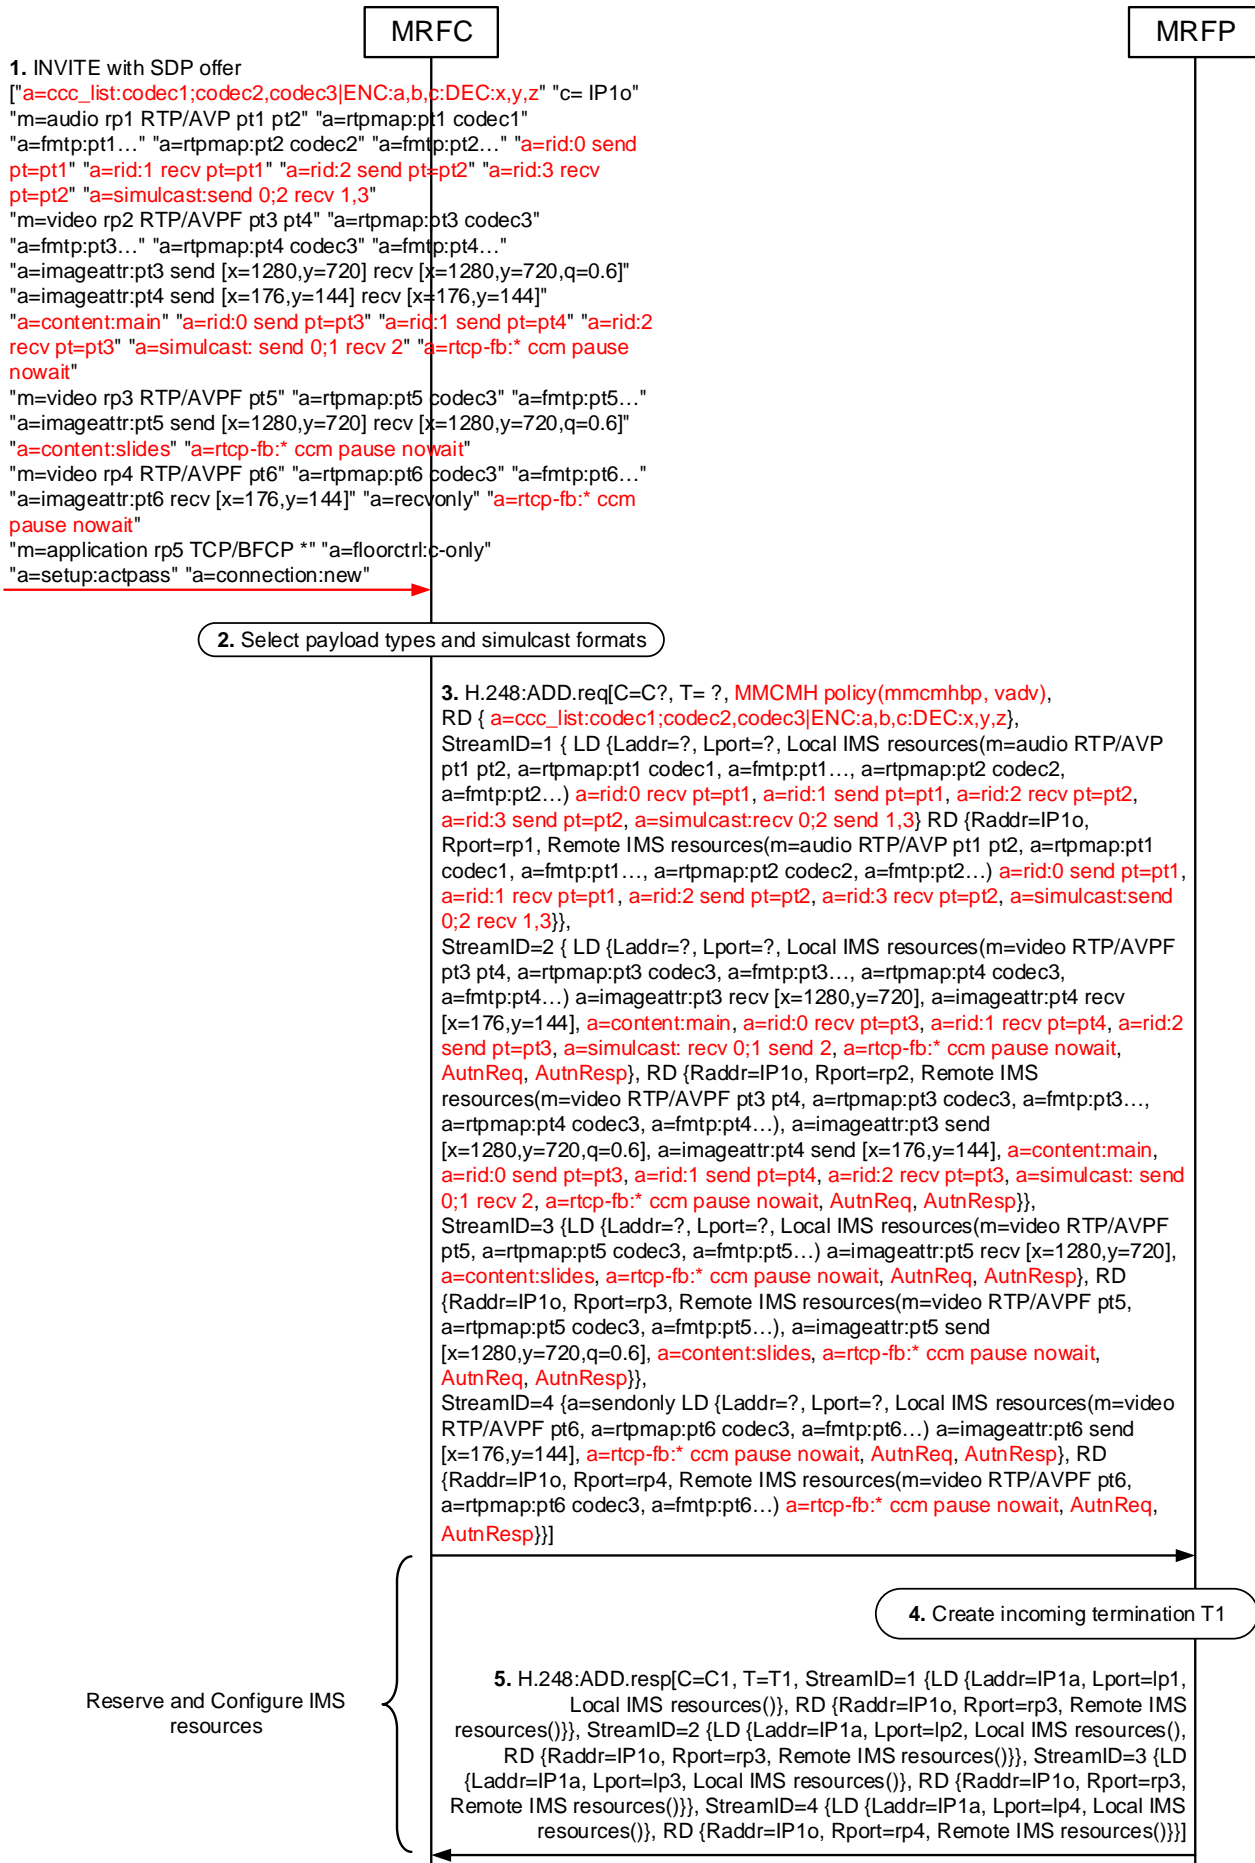 MRFC
MRFP
1. INVITE with SDP offer
["a=ccc_list:codec1;codec2,codec3|ENC:a,b,c:DEC:x,y,z" "c= IP1o"
"m=audio rp1 RTP/AVP pt1 pt2" "a=rtpmap:pt1 codec1"
"a=fmtp:pt1…" "a=rtpmap:pt2 codec2" "a=fmtp:pt2…" "a=rid:0 send
pt=pt1" "a=rid:1 recv pt=pt1" "a=rid:2 send pt=pt2" "a=rid:3 recv
pt=pt2" "a=simulcast:send 0;2 recv 1,3"
"m=video rp2 RTP/AVPF pt3 pt4" "a=rtpmap:pt3 codec3"
"a=fmtp:pt3…" "a=rtpmap:pt4 codec3" "a=fmtp:pt4…"
"a=imageattr:pt3 send [x=1280,y=720] recv [x=1280,y=720,q=0.6]"
"a=imageattr:pt4 send [x=176,y=144] recv [x=176,y=144]"
"a=content:main" "a=rid:0 send pt=pt3" "a=rid:1 send pt=pt4" "a=rid:2
recv pt=pt3" "a=simulcast: send 0;1 recv 2" "a=rtcp-fb:* ccm pause
nowait"
"m=video rp3 RTP/AVPF pt5" "a=rtpmap:pt5 codec3" "a=fmtp:pt5…"
"a=imageattr:pt5 send [x=1280,y=720] recv [x=1280,y=720,q=0.6]"
"a=content:slides" "a=rtcp-fb:* ccm pause nowait"
"m=video rp4 RTP/AVPF pt6" "a=rtpmap:pt6 codec3" "a=fmtp:pt6…"
"a=imageattr:pt6 recv [x=176,y=144]" "a=recvonly" "a=rtcp-fb:* ccm
pause nowait"
"m=application rp5 TCP/BFCP *" "a=floorctrl:c-only"
"a=setup:actpass" "a=connection:new"
2. Select payload types and simulcast formats
3. H.248:ADD.req[C=C?, T= ?, MMCMH policy(mmcmhbp, vadv),
RD { a=ccc_list:codec1;codec2,codec3|ENC:a,b,c:DEC:x,y,z},
StreamID=1 { LD {Laddr=?, Lport=?, Local IMS resources(m=audio RTP/AVP
pt1 pt2, a=rtpmap:pt1 codec1, a=fmtp:pt1…, a=rtpmap:pt2 codec2,
a=fmtp:pt2…) a=rid:0 recv pt=pt1, a=rid:1 send pt=pt1, a=rid:2 recv pt=pt2,
a=rid:3 send pt=pt2, a=simulcast:recv 0;2 send 1,3} RD {Raddr=IP1o,
Rport=rp1, Remote IMS resources(m=audio RTP/AVP pt1 pt2, a=rtpmap:pt1
codec1, a=fmtp:pt1…, a=rtpmap:pt2 codec2, a=fmtp:pt2…) a=rid:0 send pt=pt1,
a=rid:1 recv pt=pt1, a=rid:2 send pt=pt2, a=rid:3 recv pt=pt2, a=simulcast:send
0;2 recv 1,3}},
StreamID=2 { LD {Laddr=?, Lport=?, Local IMS resources(m=video RTP/AVPF
pt3 pt4, a=rtpmap:pt3 codec3, a=fmtp:pt3…, a=rtpmap:pt4 codec3,
a=fmtp:pt4…) a=imageattr:pt3 recv [x=1280,y=720], a=imageattr:pt4 recv
[x=176,y=144], a=content:main, a=rid:0 recv pt=pt3, a=rid:1 recv pt=pt4, a=rid:2
send pt=pt3, a=simulcast: recv 0;1 send 2, a=rtcp-fb:* ccm pause nowait,
AutnReq, AutnResp}, RD {Raddr=IP1o, Rport=rp2, Remote IMS
resources(m=video RTP/AVPF pt3 pt4, a=rtpmap:pt3 codec3, a=fmtp:pt3…,
a=rtpmap:pt4 codec3, a=fmtp:pt4…), a=imageattr:pt3 send
[x=1280,y=720,q=0.6], a=imageattr:pt4 send [x=176,y=144], a=content:main,
a=rid:0 send pt=pt3, a=rid:1 send pt=pt4, a=rid:2 recv pt=pt3, a=simulcast: send
0;1 recv 2, a=rtcp-fb:* ccm pause nowait, AutnReq, AutnResp}},
StreamID=3 {LD {Laddr=?, Lport=?, Local IMS resources(m=video RTP/AVPF
pt5, a=rtpmap:pt5 codec3, a=fmtp:pt5…) a=imageattr:pt5 recv [x=1280,y=720],
a=content:slides, a=rtcp-fb:* ccm pause nowait, AutnReq, AutnResp}, RD
{Raddr=IP1o, Rport=rp3, Remote IMS resources(m=video RTP/AVPF pt5,
a=rtpmap:pt5 codec3, a=fmtp:pt5…), a=imageattr:pt5 send
[x=1280,y=720,q=0.6], a=content:slides, a=rtcp-fb:* ccm pause nowait,
AutnReq, AutnResp}},
StreamID=4 {a=sendonly LD {Laddr=?, Lport=?, Local IMS resources(m=video
RTP/AVPF pt6, a=rtpmap:pt6 codec3, a=fmtp:pt6…) a=imageattr:pt6 send
[x=176,y=144], a=rtcp-fb:* ccm pause nowait, AutnReq, AutnResp}, RD
{Raddr=IP1o, Rport=rp4, Remote IMS resources(m=video RTP/AVPF pt6,
a=rtpmap:pt6 codec3, a=fmtp:pt6…) a=rtcp-fb:* ccm pause nowait, AutnReq,
AutnResp}}]
4. Create incoming termination T1
5. H.248:ADD.resp[C=C1, T=T1, StreamID=1 {LD {Laddr=IP1a, Lport=lp1,
Local IMS resources()}, RD {Raddr=IP1o, Rport=rp3, Remote IMS
resources()}}, StreamID=2 {LD {Laddr=IP1a, Lport=lp2, Local IMS resources(),
RD {Raddr=IP1o, Rport=rp3, Remote IMS resources()}}, StreamID=3 {LD
{Laddr=IP1a, Lport=lp3, Local IMS resources()}, RD {Raddr=IP1o, Rport=rp3,
Remote IMS resources()}}, StreamID=4 {LD {Laddr=IP1a, Lport=lp4, Local IMS
resources()}, RD {Raddr=IP1o, Rport=rp4, Remote IMS resources()}}]
Reserve and Configure IMS
resources